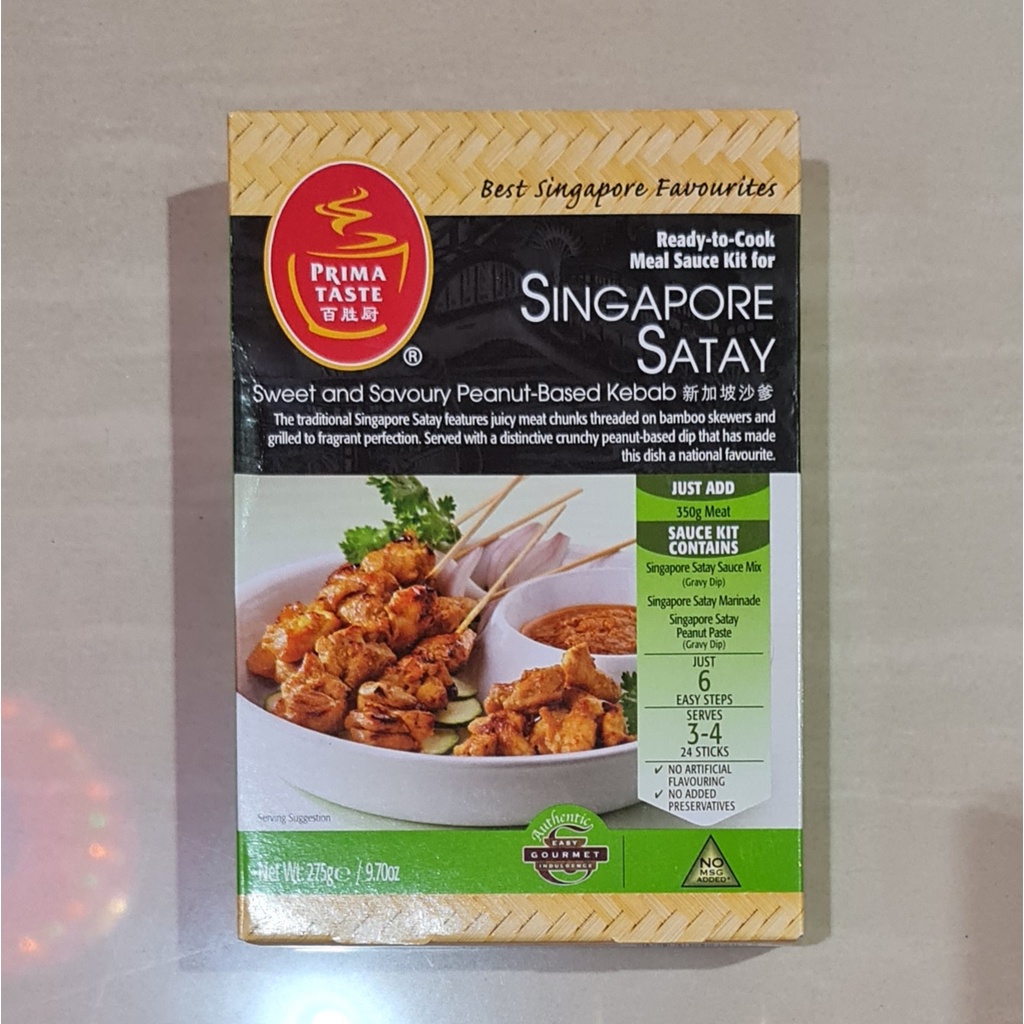 Best Singapore Favourites
PRIMA
TASTE
百胜厨
®
Ready-to-Cook
Meal Sauce Kit for
SINGAPORE
SATAY
Sweet and Savoury Peanut-Based Kebab 新加坡沙爹
The traditional Singapore Satay features juicy meat chunks threaded on bamboo skewers and
grilled to fragrant perfection. Served with a distinctive crunchy peanut-based dip that has made
this dish a national favourite.
JUST ADD
350g Meat
SAUCE KIT
CONTAINS
Singapore Satay Sauce Mix
(Gravy Dip)
Singapore Satay Marinade
Singapore Satay
Peanut Paste
(Gravy Dip)
JUST
6
EASY STEPS
SERVES
3-4
24 STICKS
✓ NO ARTIFICIAL
FLAVOURING
✓ NO ADDED
PRESERVATIVES
Serving Suggestion
Authentic
EASY
GOURMET
INDULGENCE
Net Wt: 275g℮ / 9.70oz
NO
MSG
ADDED*